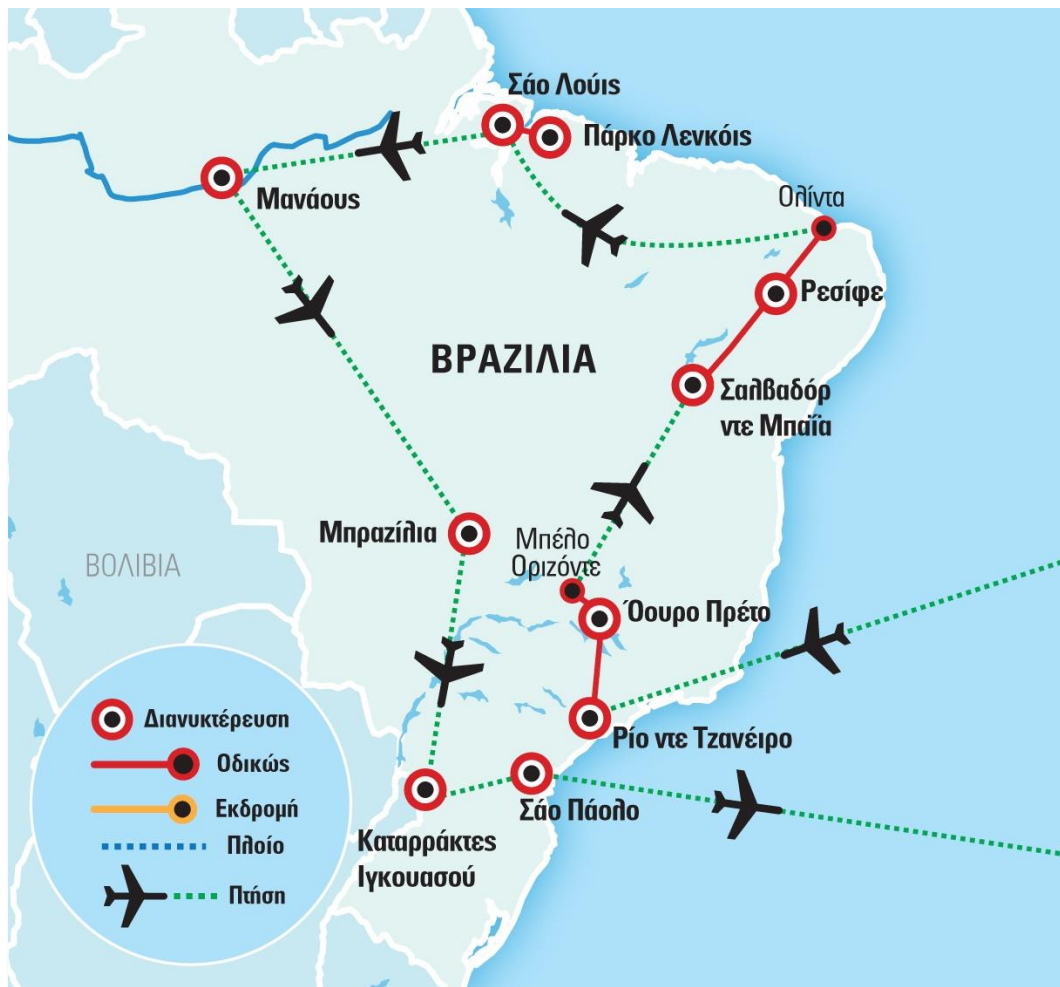 Σάο Λούις
Πάρκο Λενκόις
Μανάους
Ολίντα
Ρεσίφε
ΒΡΑΖΙΛΙΑ
Σαλβαδόρ
ντε Μπαΐα
Μπραζίλια
Μπέλο
Οριζόντε
ΒΟΛΙΒΙΑ
Όουρο Πρέτο
Ρίο ντε Τζανέιρο
Σάο Πάολο
Καταρράκτες
Ιγκουασού
Διανυκτέρευση
Οδικώς
Εκδρομή
Πλοίο
Πτήση